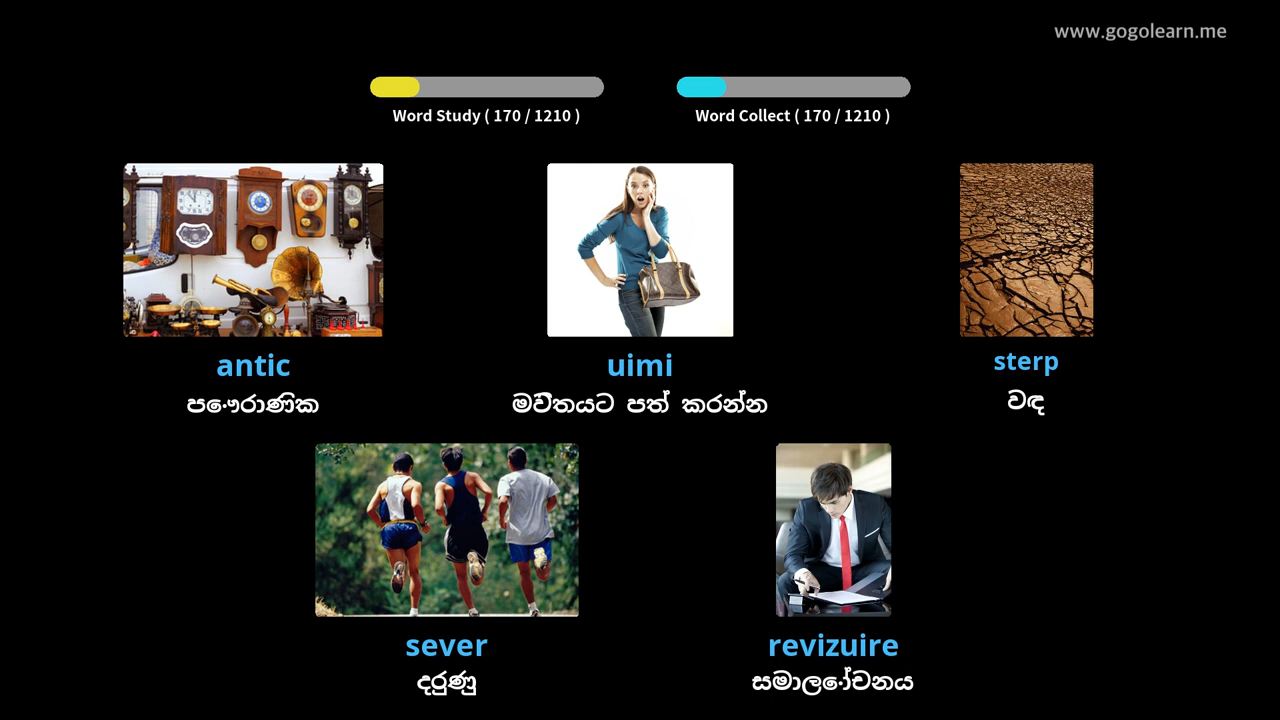 www.gogolearn.me
Word Study ( 170 / 1210 )
Word Collect ( 170 / 1210 )
antic
පෞරාණික
uimi
මවිතයට පත් කරන්න
sterp
වඳ
sever
දරුණු
revizuire
සමාලෝචනය